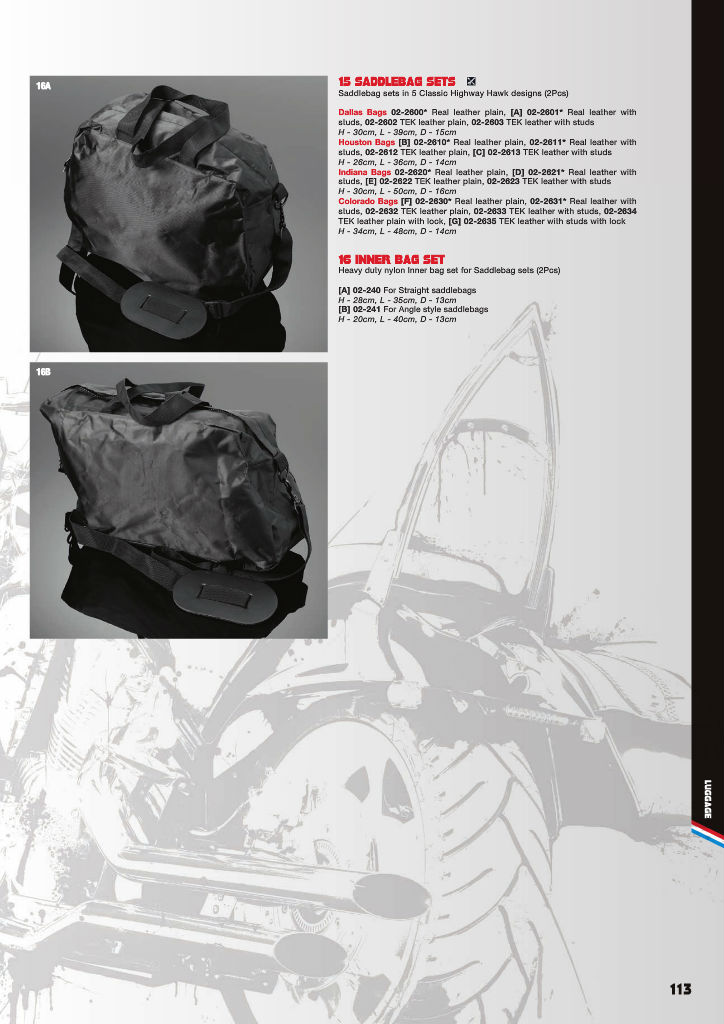 16A
15 SADDLEBAG SETS
Saddlebag sets in 5 Classic Highway Hawk designs (2Pcs)
Dallas Bags 02-2600* Real leather plain, [A] 02-2601* Real leather with
studs, 02-2602 TEK leather plain, 02-2603 TEK leather with studs
H - 30cm, L - 39cm, D - 15cm
Houston Bags [B] 02-2610* Real leather plain, 02-2611* Real leather with
studs, 02-2612 TEK leather plain, [C] 02-2613 TEK leather with studs
H - 26cm, L - 36cm, D - 14cm
Indiana Bags 02-2620* Real leather plain, [D] 02-2621* Real leather with
studs, [E] 02-2622 TEK leather plain, 02-2623 TEK leather with studs
H - 30cm, L - 50cm, D - 16cm
Colorado Bags [F] 02-2630* Real leather plain, 02-2631* Real leather with
studs, 02-2632 TEK leather plain, 02-2633 TEK leather with studs, 02-2634
TEK leather plain with lock, [G] 02-2635 TEK leather with studs with lock
H - 34cm, L - 48cm, D - 14cm
16 INNER BAG SET
Heavy duty nylon Inner bag set for Saddlebag sets (2Pcs)
[A] 02-240 For Straight saddlebags
H - 28cm, L - 35cm, D - 13cm
[B] 02-241 For Angle style saddlebags
H - 20cm, L - 40cm, D - 13cm
16B
LUGGAGE
113